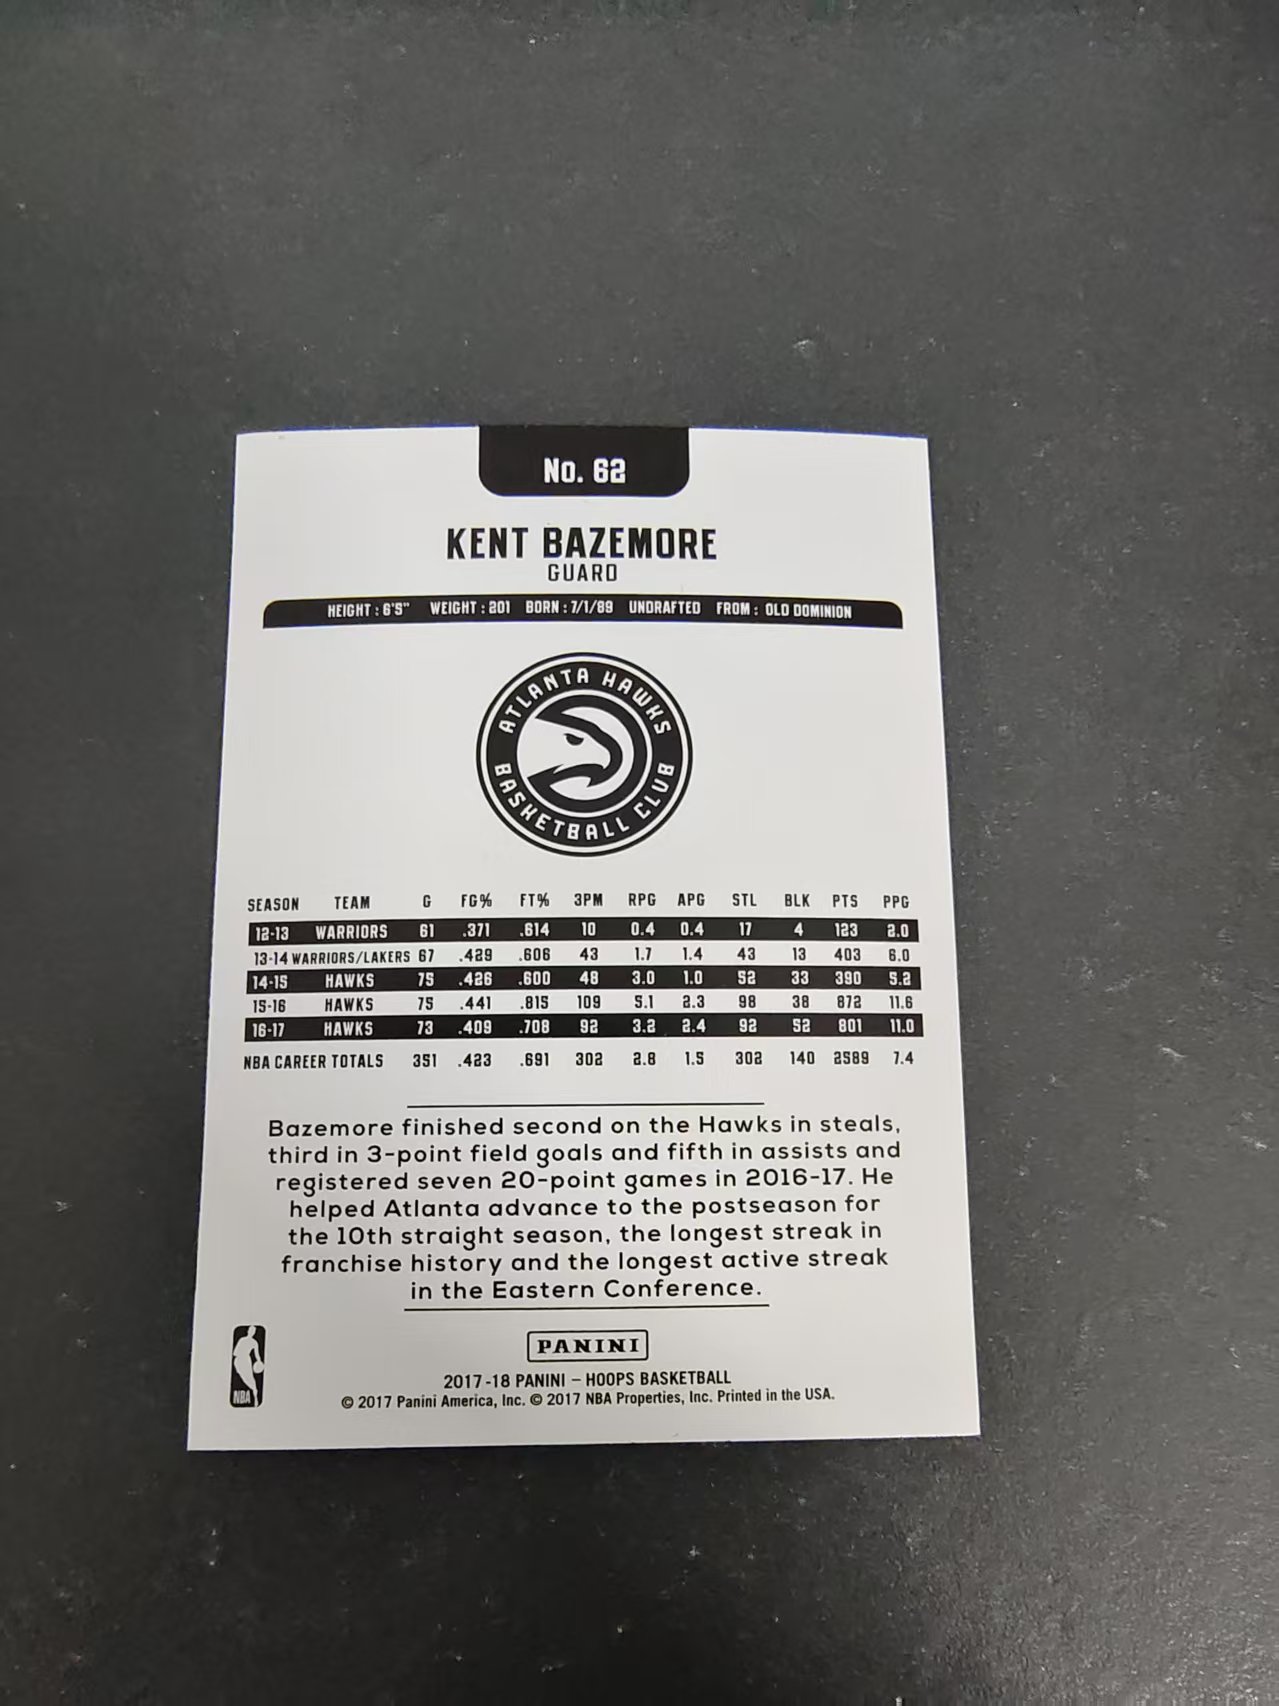 No. 62
KENT BAZEMORE
GUARD
HEIGHT : 6'5" WEIGHT : 201 BORN : 7/1/89 UNDRAFTED FROM : OLD DOMINION
ATLANTA HAWKS
BASKETBALL CLUB
SEASON TEAM G FG% FT% 3PM RPG APG STL BLK PTS PPG
12-13 WARRIORS 61 .371 .614 10 0.4 0.4 17 4 123 2.0
13-14 WARRIORS/LAKERS 67 .429 .606 43 1.7 1.4 43 13 403 6.0
14-15 HAWKS 75 .426 .600 48 3.0 1.0 52 33 390 5.2
15-16 HAWKS 75 .441 .815 109 5.1 2.3 98 38 872 11.6
16-17 HAWKS 73 .409 .708 92 3.2 2.4 92 52 801 11.0
NBA CAREER TOTALS 351 .423 .691 302 2.8 1.5 302 140 2589 7.4
Bazemore finished second on the Hawks in steals,
third in 3-point field goals and fifth in assists and
registered seven 20-point games in 2016-17. He
helped Atlanta advance to the postseason for
the 10th straight season, the longest streak in
franchise history and the longest active streak
in the Eastern Conference.
NBA
PANINI
2017-18 PANINI – HOOPS BASKETBALL
© 2017 Panini America, Inc. © 2017 NBA Properties, Inc. Printed in the USA.